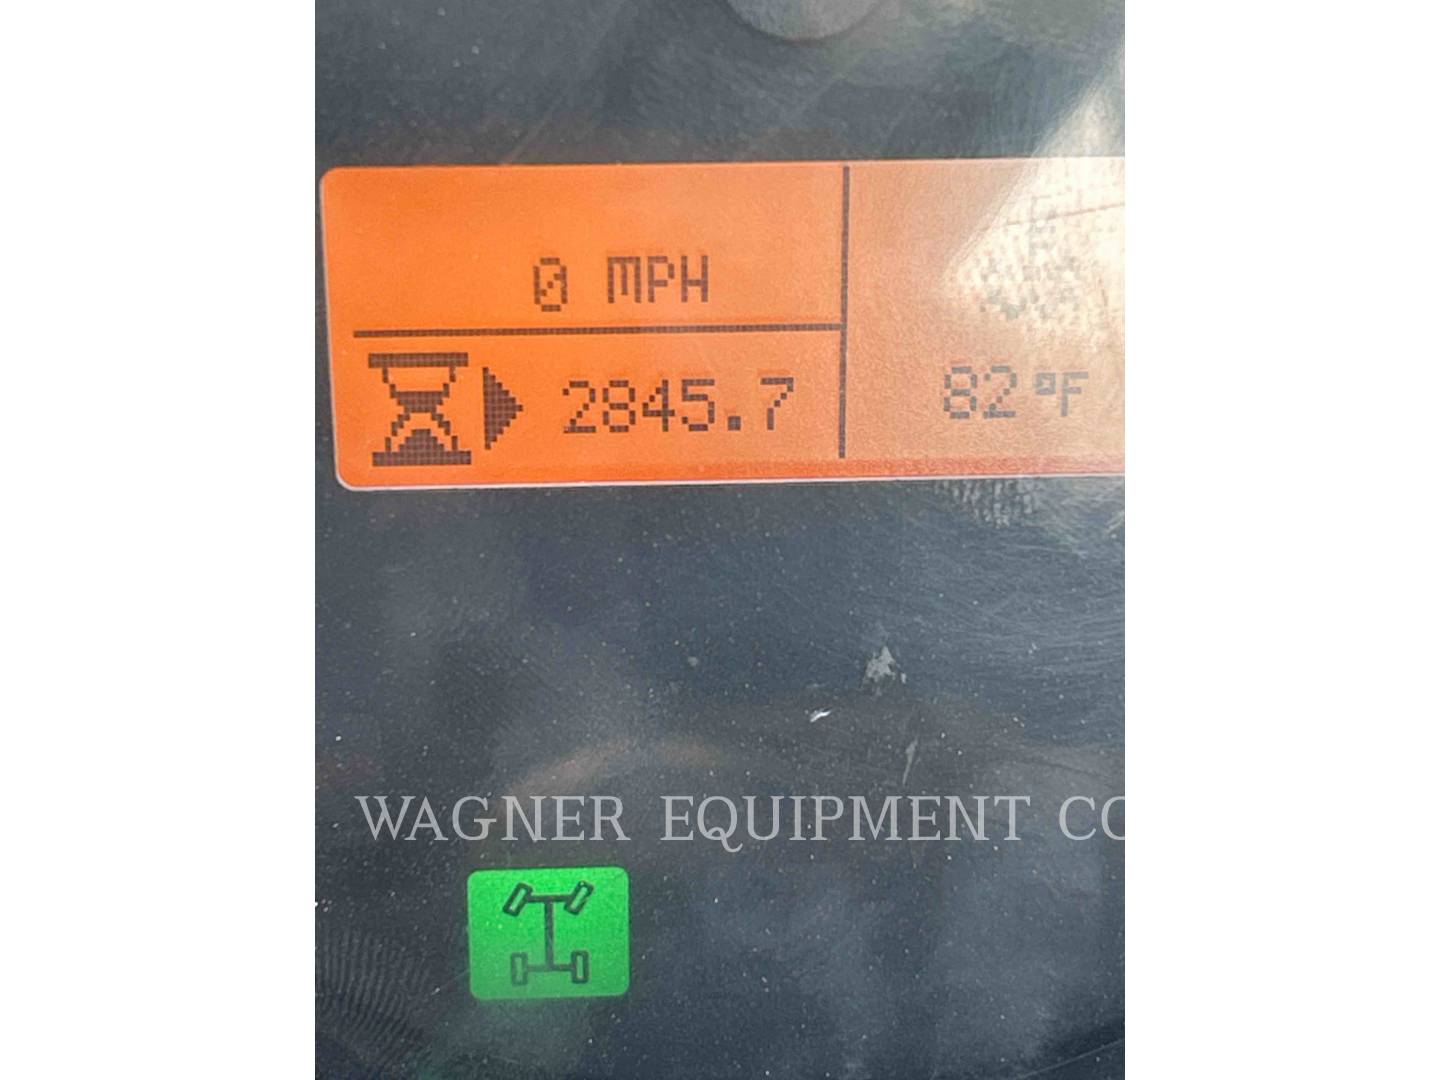 0 MPH
2845.7
82°F
WAGNER EQUIPMENT CO